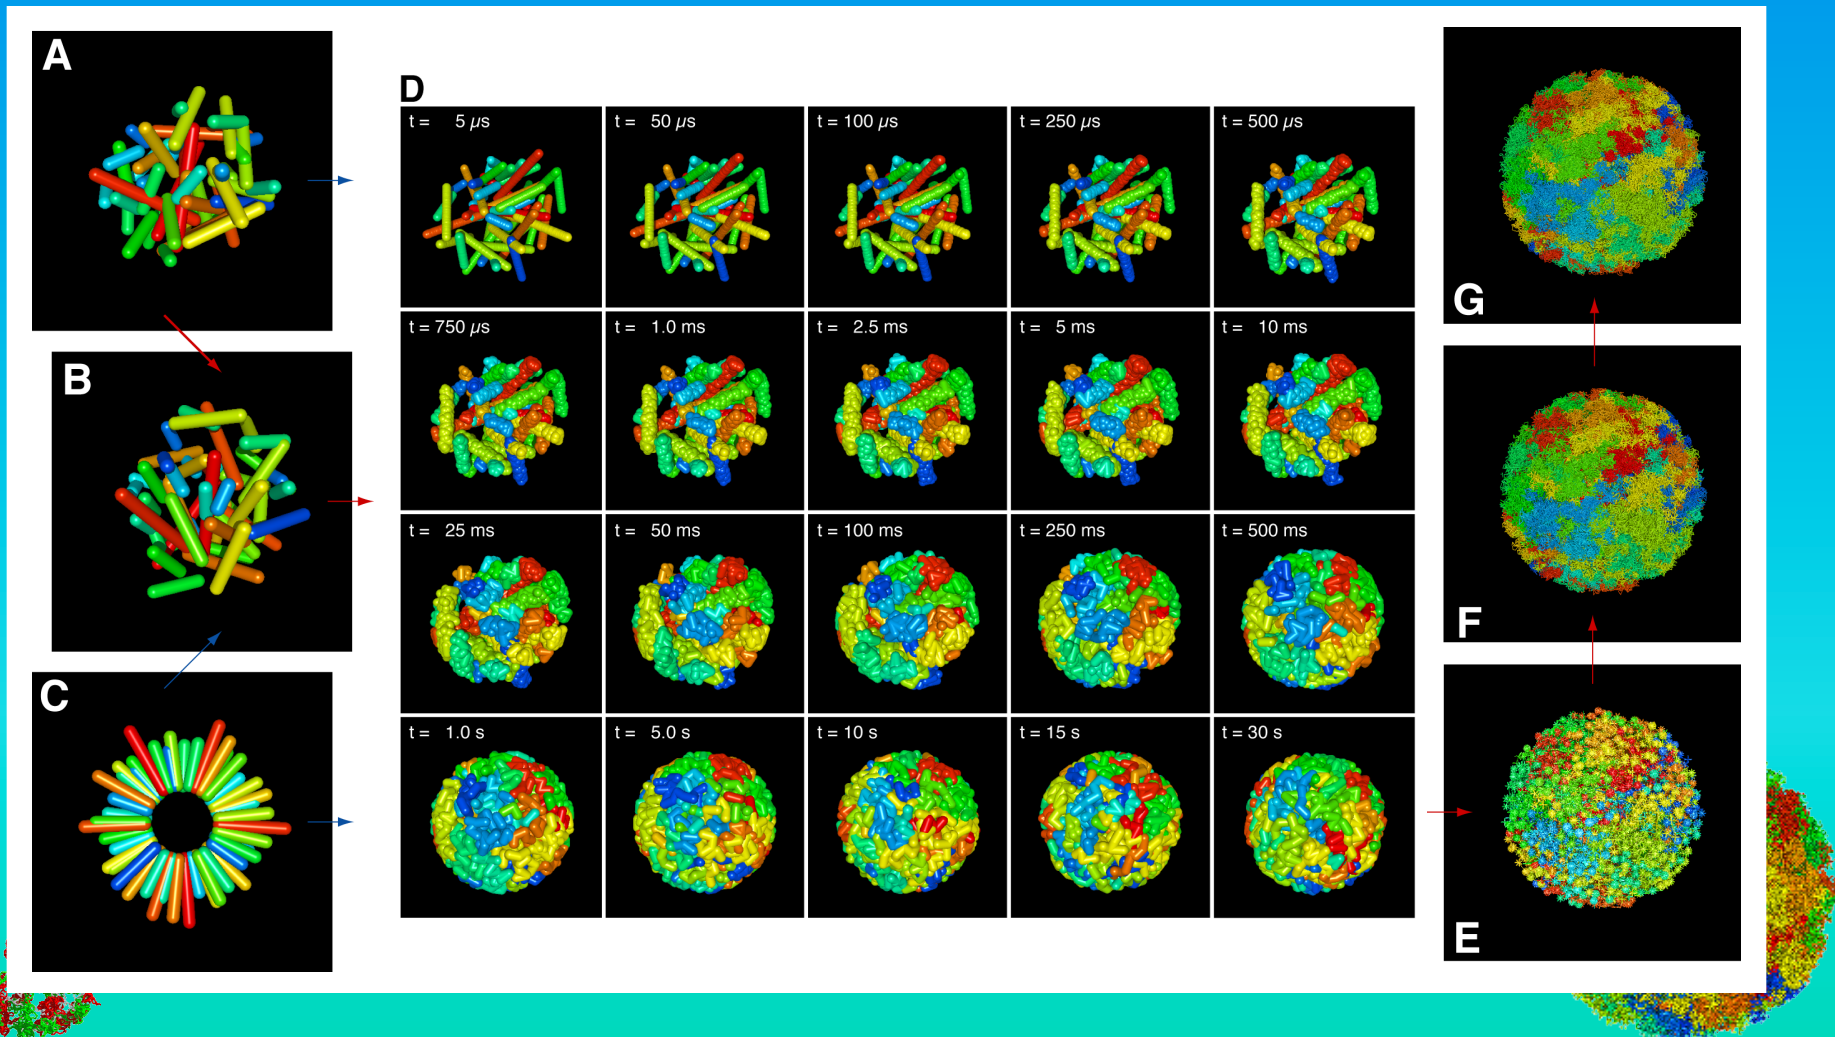 A
B
C
D
t = 5 µs
t = 50 µs
t = 100 µs
t = 250 µs
t = 500 µs
t = 750 µs
t = 1.0 ms
t = 2.5 ms
t = 5 ms
t = 10 ms
t = 25 ms
t = 50 ms
t = 100 ms
t = 250 ms
t = 500 ms
t = 1.0 s
t = 5.0 s
t = 10 s
t = 15 s
t = 30 s
G
F
E